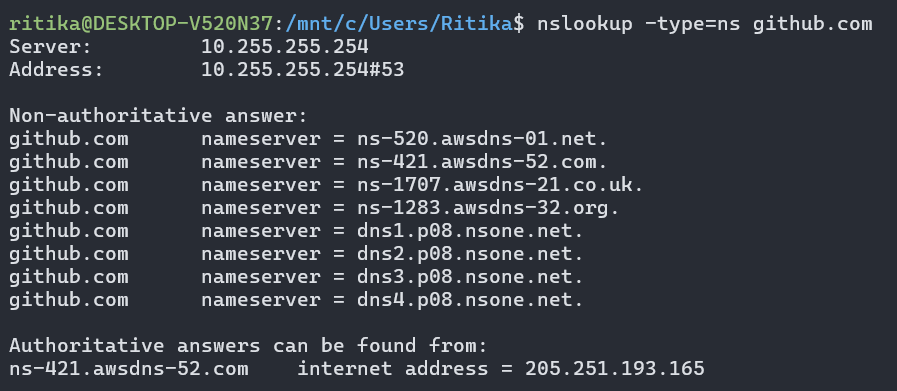 ritika@DESKTOP-V520N37:/mnt/c/Users/Ritika$ nslookup -type=ns github.com
Server:         10.255.255.254
Address:        10.255.255.254#53

Non-authoritative answer:
github.com      nameserver = ns-520.awsdns-01.net.
github.com      nameserver = ns-421.awsdns-52.com.
github.com      nameserver = ns-1707.awsdns-21.co.uk.
github.com      nameserver = ns-1283.awsdns-32.org.
github.com      nameserver = dns1.p08.nsone.net.
github.com      nameserver = dns2.p08.nsone.net.
github.com      nameserver = dns3.p08.nsone.net.
github.com      nameserver = dns4.p08.nsone.net.

Authoritative answers can be found from:
ns-421.awsdns-52.com    internet address = 205.251.193.165